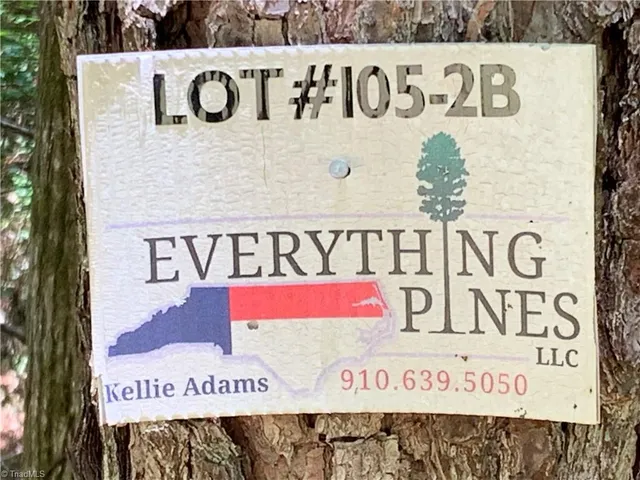 LOT #105-2B
EVERYTHING
PINES
LLC
Kellie Adams
910.639.5050
© TriadMLS